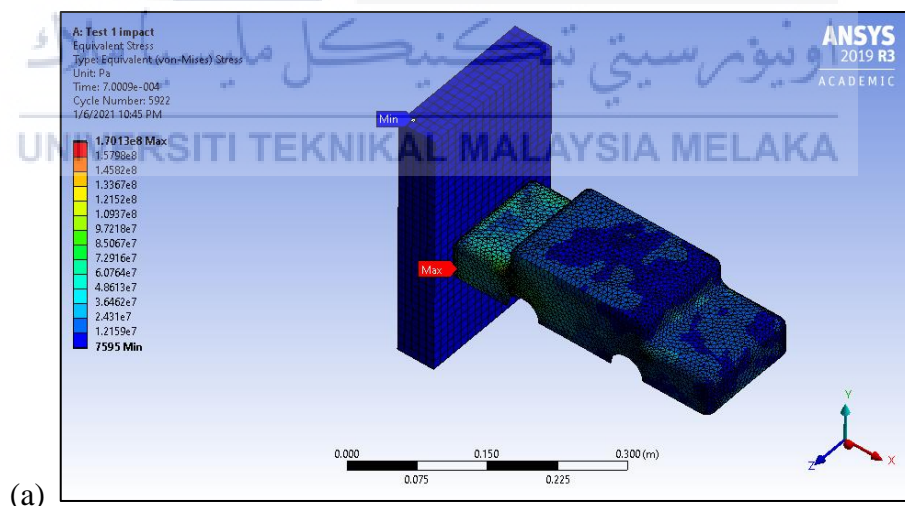 A: Test 1 impact
Equivalent Stress
Type: Equivalent (von-Mises) Stress
Unit: Pa
Time: 7.0009e-004
Cycle Number: 5922
1/6/2021 10:45 PM
ANSYS
2019 R3
ACADEMIC
اونيۏرسيتي تيكنيكل مليسيا ملاك
UNIVERSITI TEKNIKAL MALAYSIA MELAKA
1.7013e8 Max
1.5798e8
1.4582e8
1.3367e8
1.2152e8
1.0937e8
9.7218e7
8.5067e7
7.2916e7
6.0764e7
4.8613e7
3.6462e7
2.431e7
1.2159e7
7595 Min
Min
Max
0.000 0.150 0.300 (m)
0.075 0.225
Y
Z X
(a)